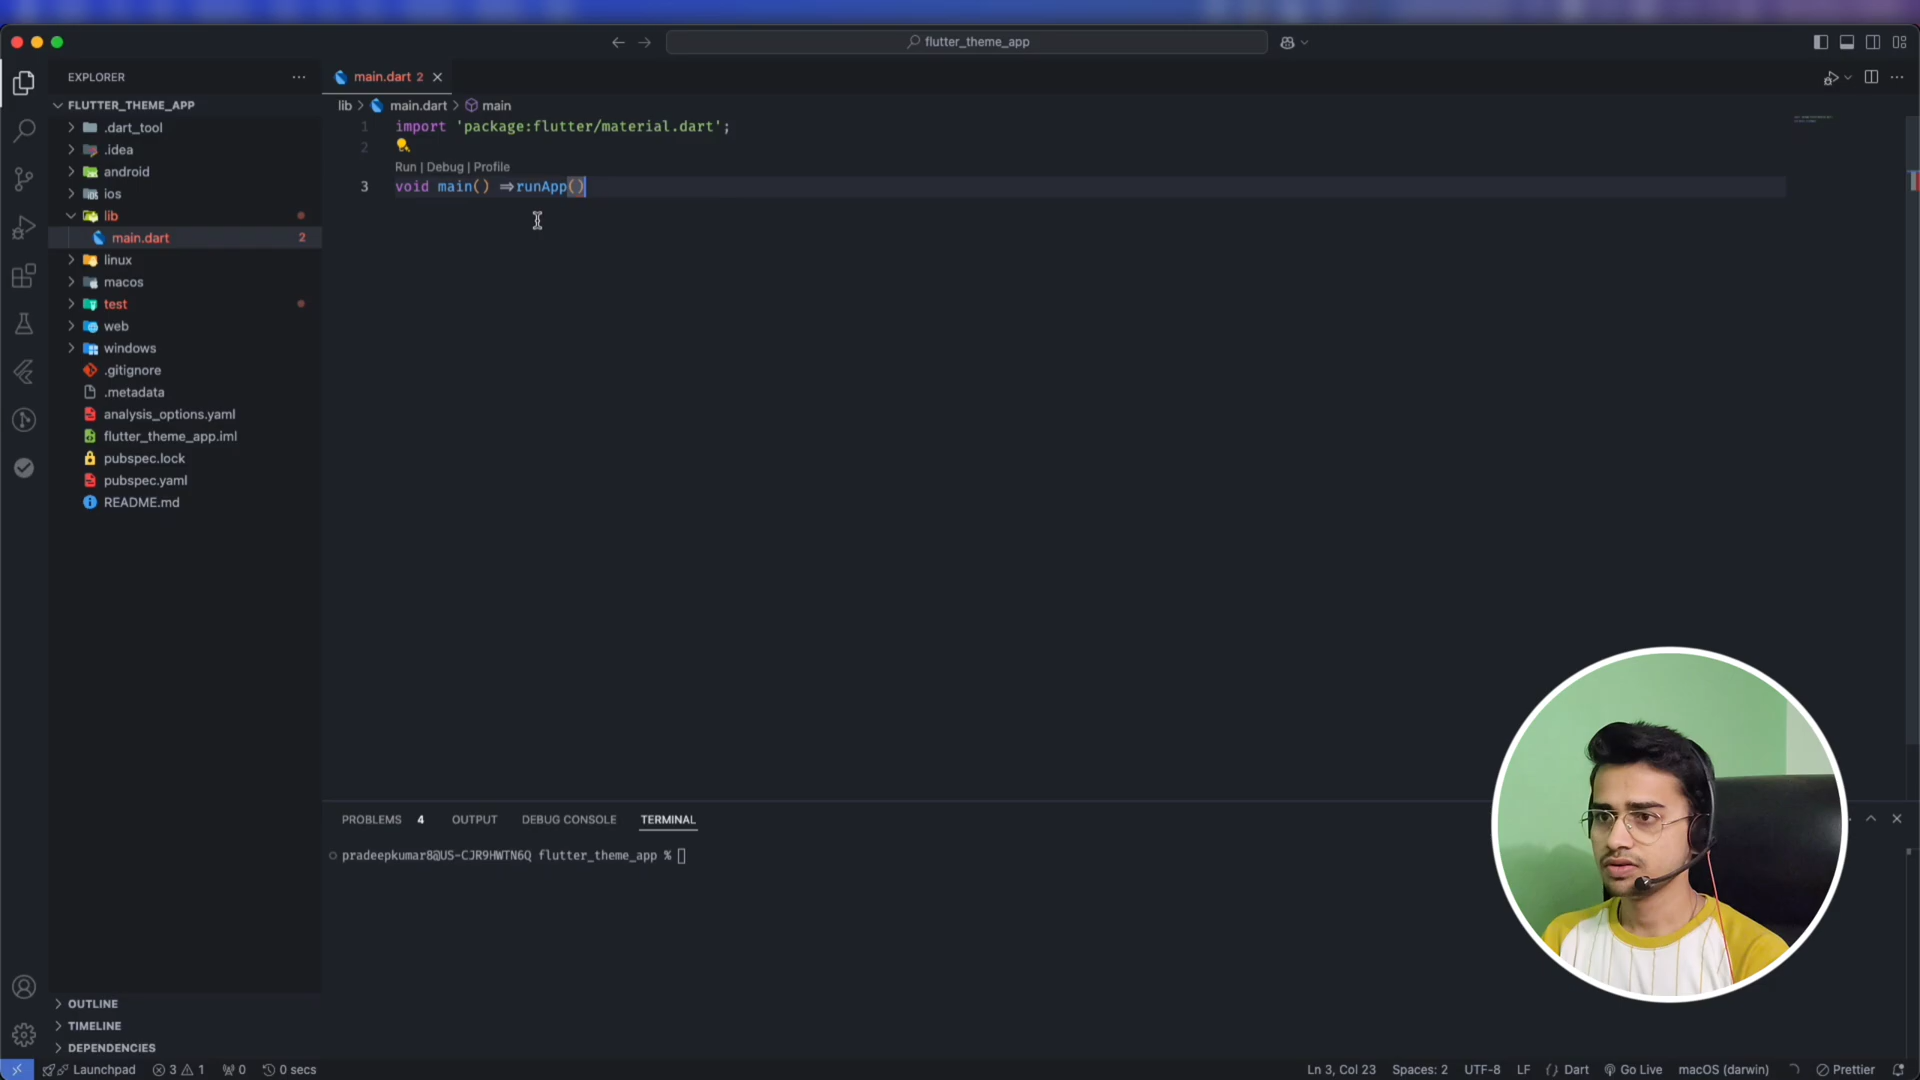 flutter_theme_app
EXPLORER
main.dart 2
FLUTTER_THEME_APP
lib > main.dart > main
1 import 'package:flutter/material.dart';
2
Run | Debug | Profile
3 void main() =>runApp()
.dart_tool
.idea
android
ios
lib
main.dart 2
linux
macos
test
web
windows
.gitignore
.metadata
analysis_options.yaml
flutter_theme_app.iml
pubspec.lock
pubspec.yaml
README.md
PROBLEMS 4 OUTPUT DEBUG CONSOLE TERMINAL
pradeepkumar8@US-CJR9HWTN6Q flutter_theme_app %
OUTLINE
TIMELINE
DEPENDENCIES
Launchpad 3 1 0 0 secs Ln 3, Col 23 Spaces: 2 UTF-8 LF Dart Go Live macOS (darwin) Prettier